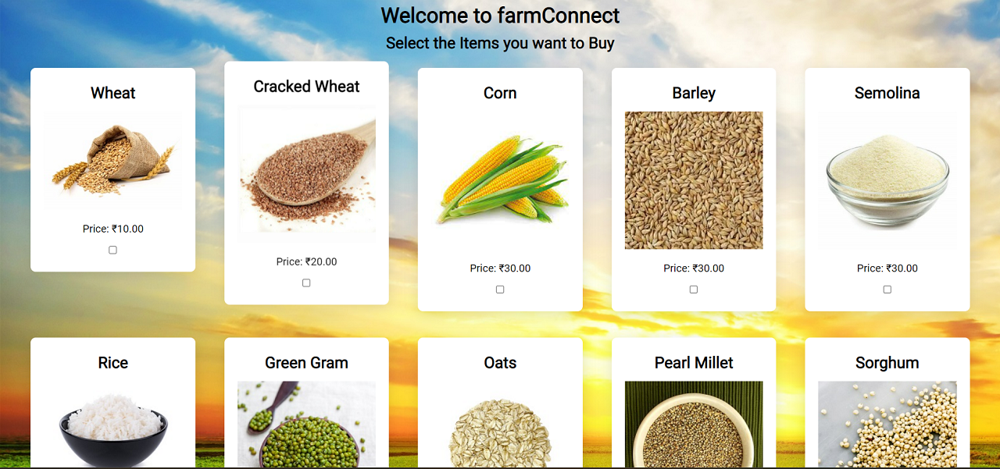 Welcome to farmConnect
Select the Items you want to Buy
Wheat
Price: ₹10.00
Cracked Wheat
Price: ₹20.00
Corn
Price: ₹30.00
Barley
Price: ₹30.00
Semolina
Price: ₹30.00
Rice
Green Gram
Oats
Pearl Millet
Sorghum